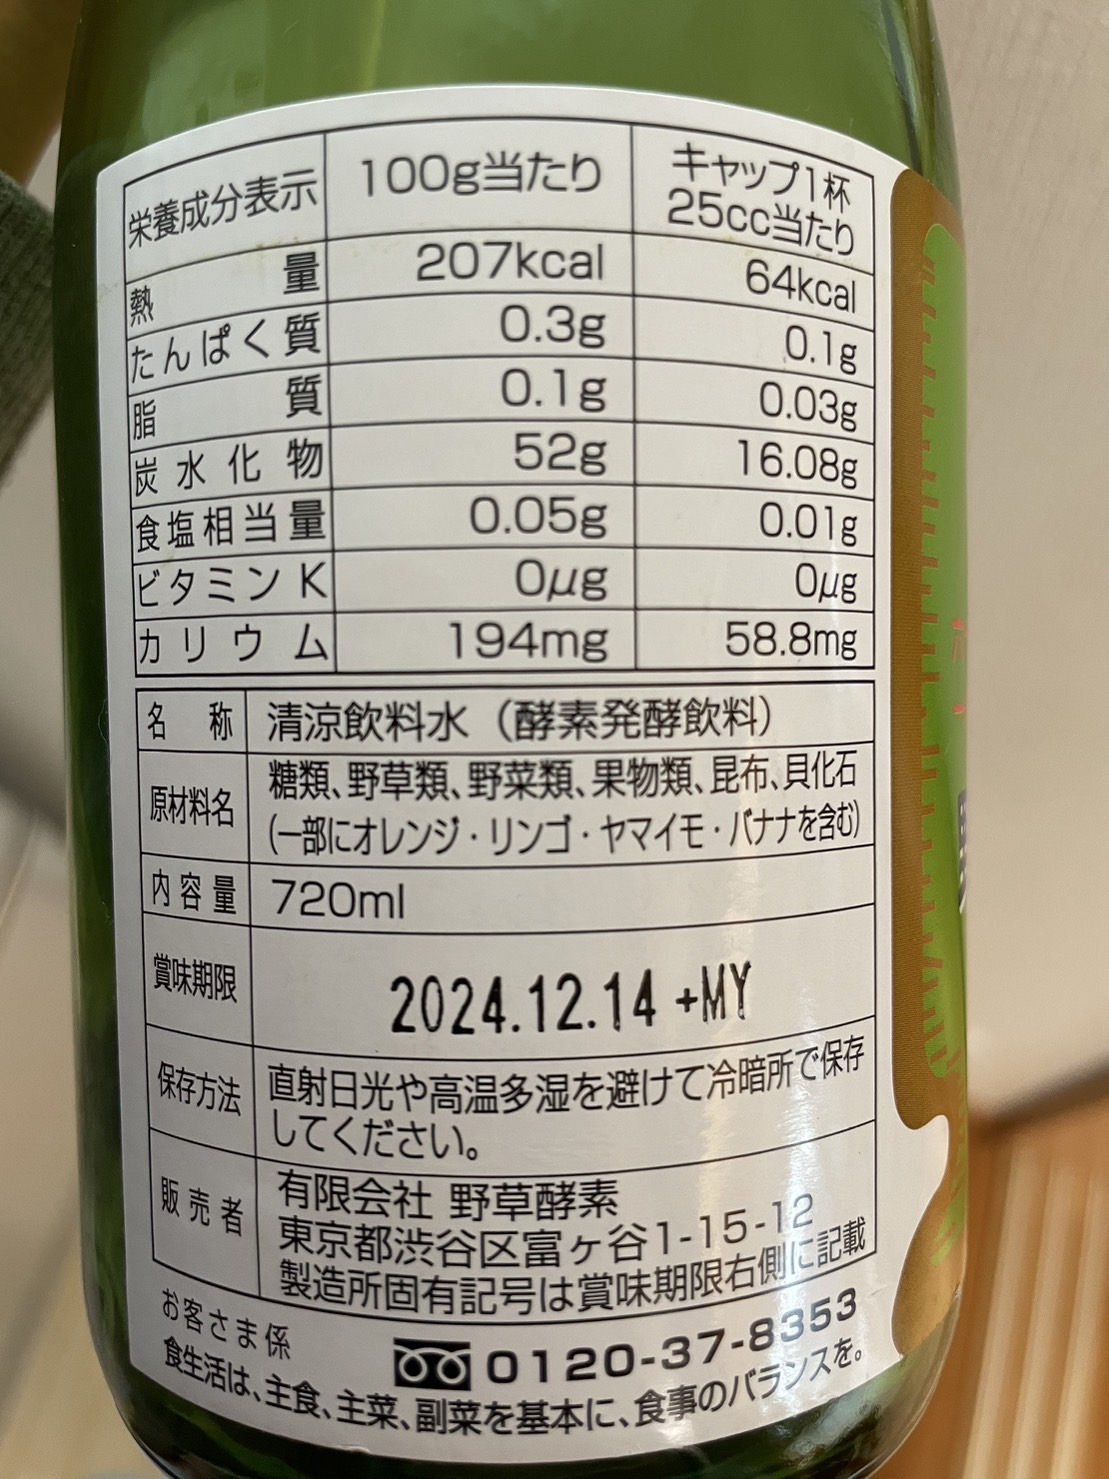 栄養成分表示 100g当たり キャップ1杯
25cc当たり
熱量 207kcal 64kcal
たんぱく質 0.3g 0.1g
脂質 0.1g 0.03g
炭水化物 52g 16.08g
食塩相当量 0.05g 0.01g
ビタミンK 0μg 0μg
カリウム 194mg 58.8mg
名称 清涼飲料水（酵素発酵飲料）
原材料名 糖類、野草類、野菜類、果物類、昆布、貝化石
(一部にオレンジ・リンゴ・ヤマイモ・バナナを含む)
内容量 720ml
賞味期限 2024.12.14 +MY
保存方法 直射日光や高温多湿を避けて冷暗所で保存
してください。
販売者 有限会社 野草酵素
東京都渋谷区富ヶ谷1-15-12
製造所固有記号は賞味期限右側に記載
お客さま係 0120-37-8353
食生活は、主食、主菜、副菜を基本に、食事のバランスを。